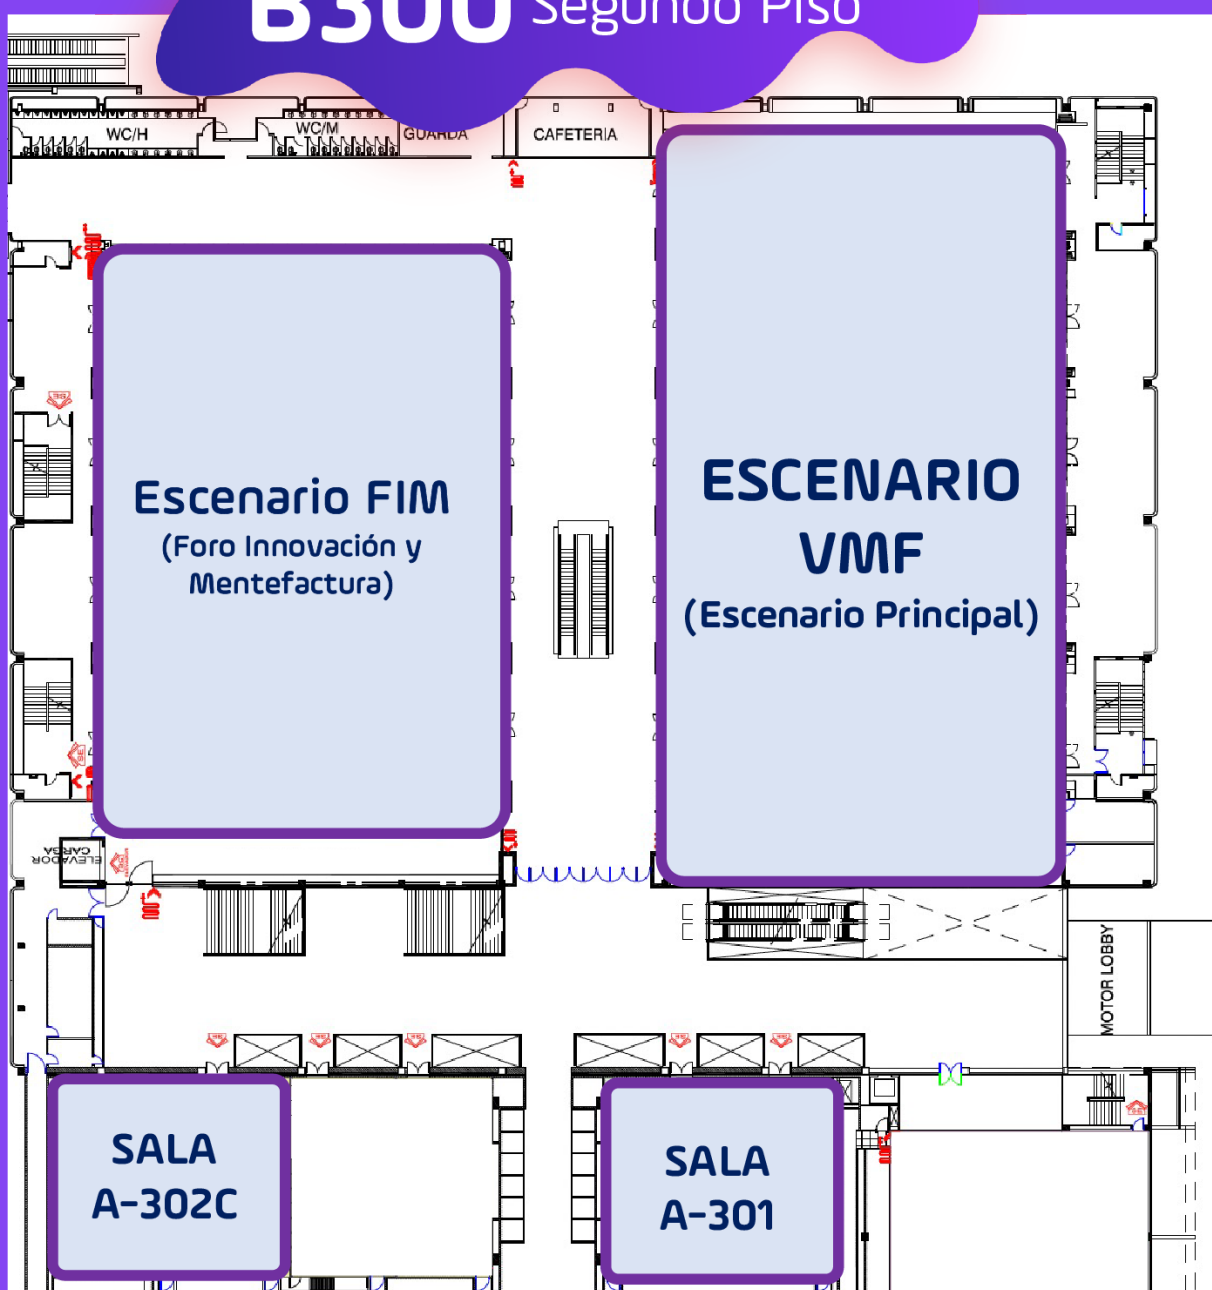 B300 Segundo Piso
WC/H
WC/M
GUARDA
CAFETERIA
Escenario FIM
(Foro Innovación y
Mentefactura)
ESCENARIO
VMF
(Escenario Principal)
ELEVADOR
CARGA
MOTOR LOBBY
SALA
A-302C
SALA
A-301